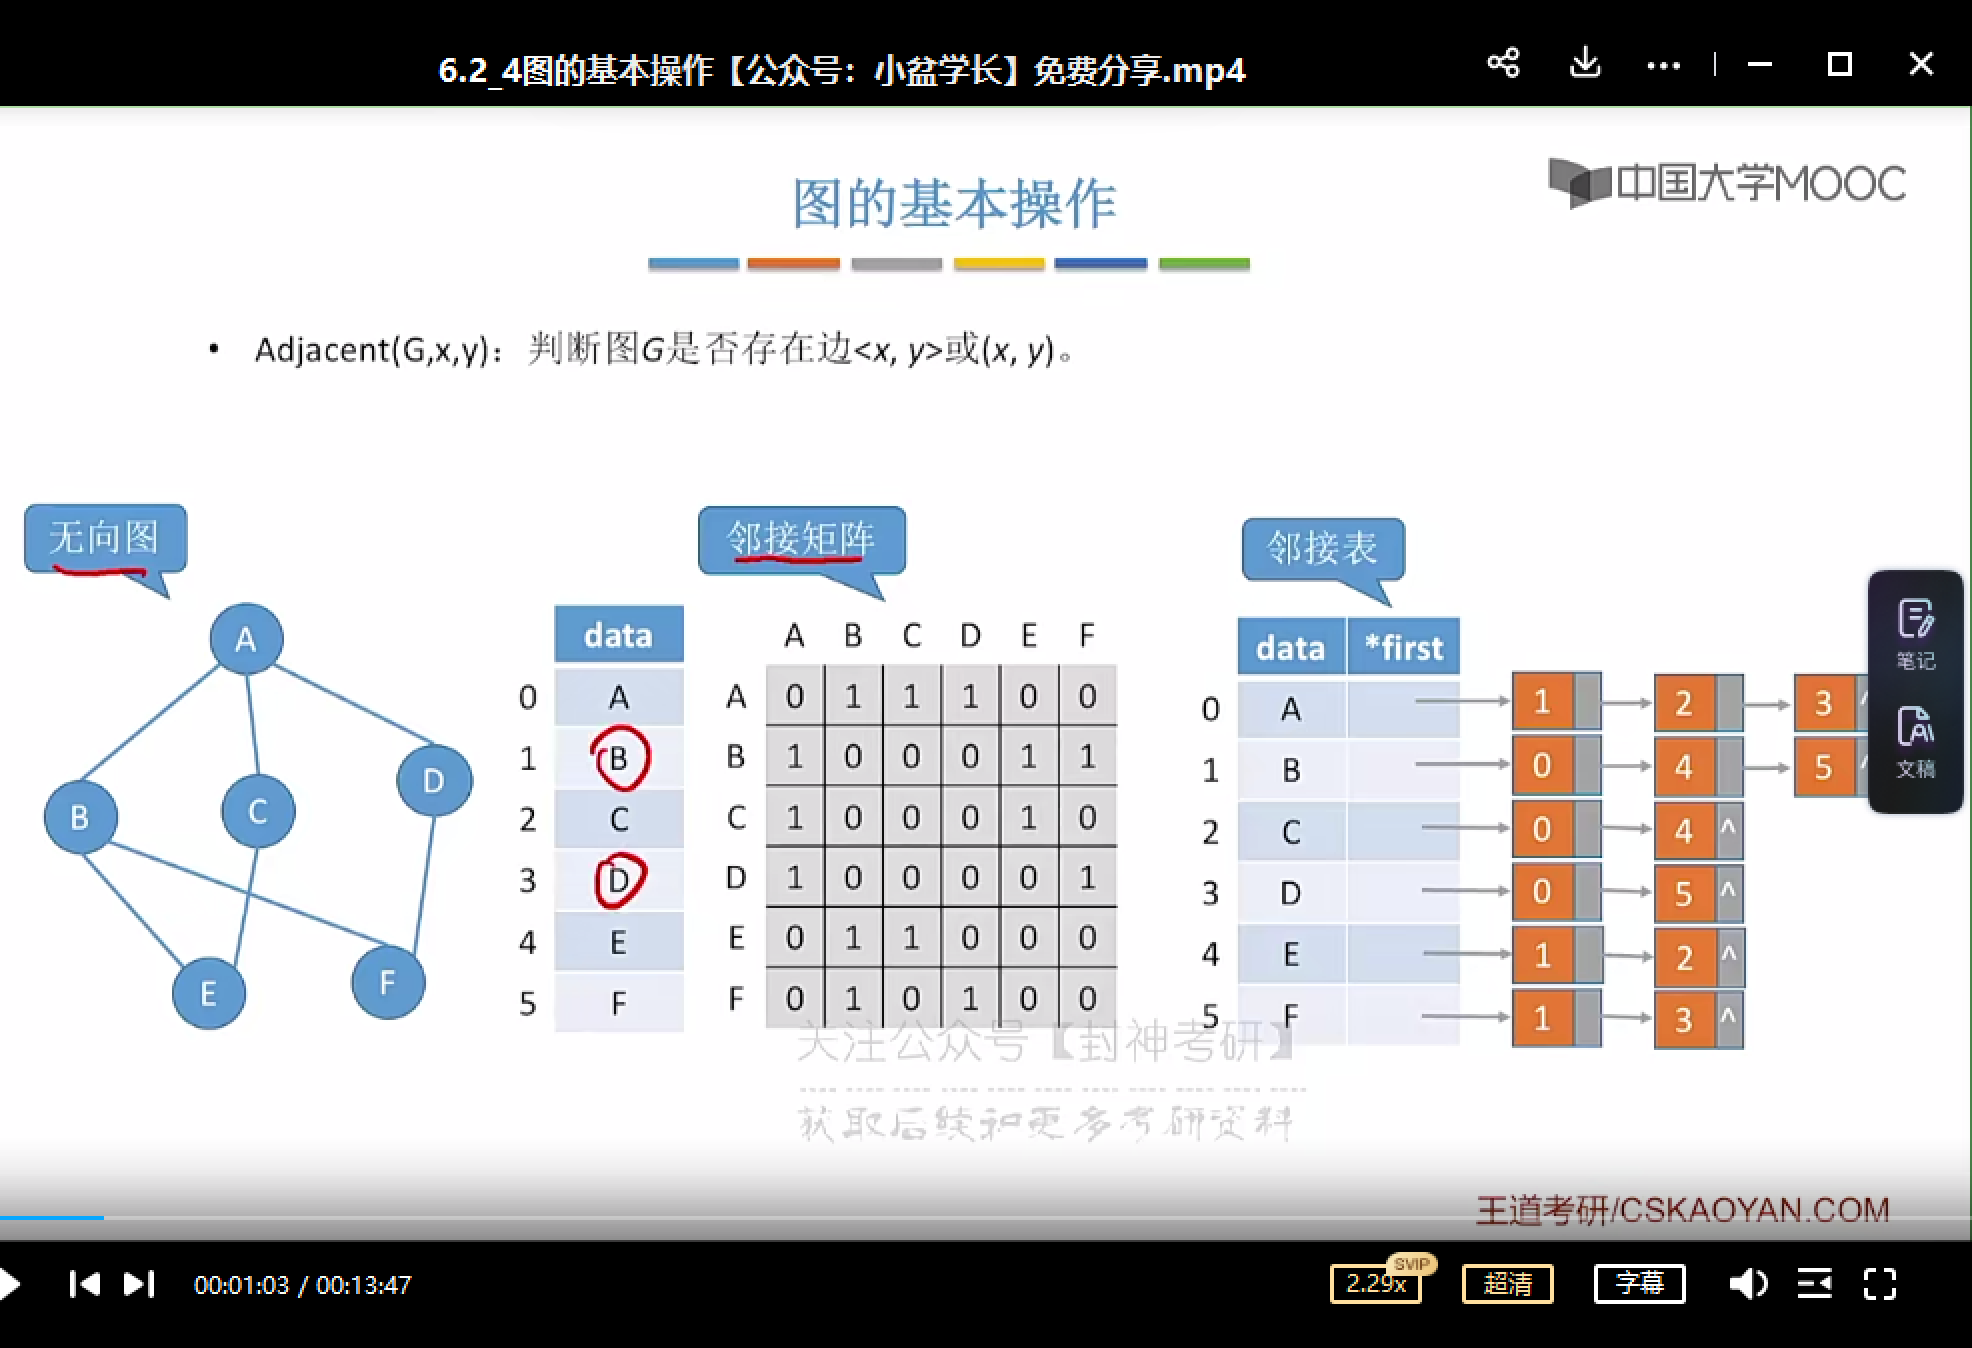 6.2_4图的基本操作【公众号：小盆学长】免费分享.mp4
中国大学MOOC
图的基本操作
• Adjacent(G,x,y)：判断图G是否存在边<x, y>或(x, y)。
无向图
A
B
C
D
E
F
邻接矩阵
data
0 A
1 B
2 C
3 D
4 E
5 F
A B C D E F
A 0 1 1 1 0 0
B 1 0 0 0 1 1
C 1 0 0 0 1 0
D 1 0 0 0 0 1
E 0 1 1 0 0 0
F 0 1 0 1 0 0
邻接表
data *first
0 A 1 2 3 ^
1 B 0 4 5 ^
2 C 0 4 ^
3 D 0 5 ^
4 E 1 2 ^
5 F 1 3 ^
笔记
文稿
关注公众号【封神考研】
获取后续和更多考研资料
王道考研/CSKAOYAN.COM
00:01:03 / 00:13:47
2.29x
SVIP
超清
字幕